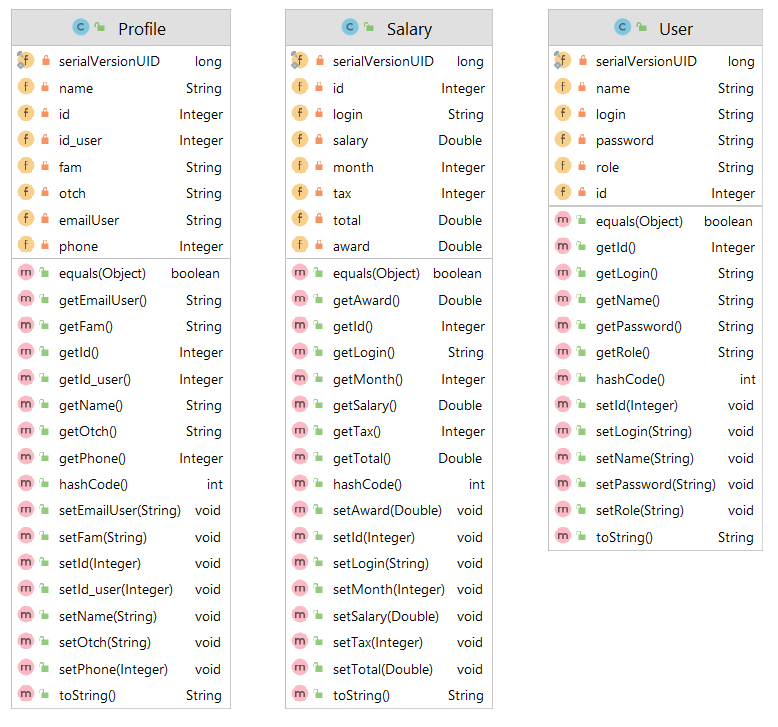 Profile
serialVersionUID long
name String
id Integer
id_user Integer
fam String
otch String
emailUser String
phone Integer
equals(Object) boolean
getEmailUser() String
getFam() String
getId() Integer
getId_user() Integer
getName() String
getOtch() String
getPhone() Integer
hashCode() int
setEmailUser(String) void
setFam(String) void
setId(Integer) void
setId_user(Integer) void
setName(String) void
setOtch(String) void
setPhone(Integer) void
toString() String
Salary
serialVersionUID long
id Integer
login String
salary Double
month Integer
tax Integer
total Double
award Double
equals(Object) boolean
getAward() Double
getId() Integer
getLogin() String
getMonth() Integer
getSalary() Double
getTax() Integer
getTotal() Double
hashCode() int
setAward(Double) void
setId(Integer) void
setLogin(String) void
setMonth(Integer) void
setSalary(Double) void
setTax(Integer) void
setTotal(Double) void
toString() String
User
serialVersionUID long
name String
login String
password String
role String
id Integer
equals(Object) boolean
getId() Integer
getLogin() String
getName() String
getPassword() String
getRole() String
hashCode() int
setId(Integer) void
setLogin(String) void
setName(String) void
setPassword(String) void
setRole(String) void
toString() String